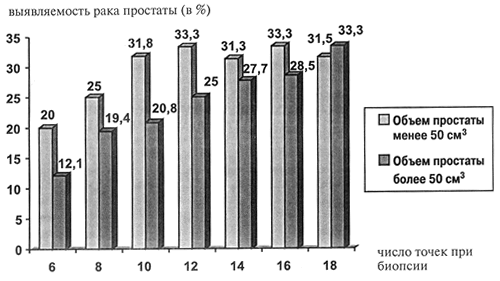 выявляемость рака простаты (в %)
35
30
25
20
15
10
5
0
20
12,1
25
19,4
31,8
20,8
33,3
25
31,3
27,7
33,3
28,5
31,5
33,3
6 8 10 12 14 16 18
Объем простаты
менее 50 см³
Объем простаты
более 50 см³
число точек при
биопсии